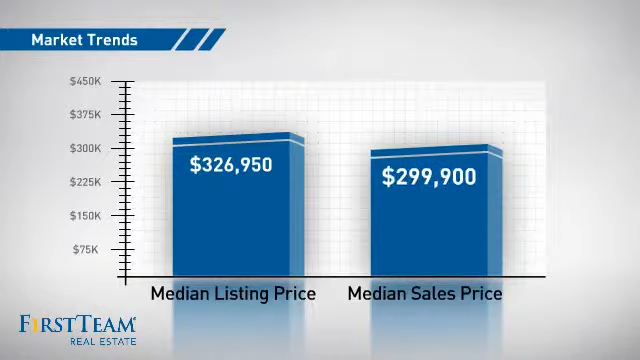 Market Trends
$450K
$375K
$300K
$225K
$150K
$75K
$326,950
$299,900
Median Listing Price
Median Sales Price
FIRSTTEAM®
REAL ESTATE